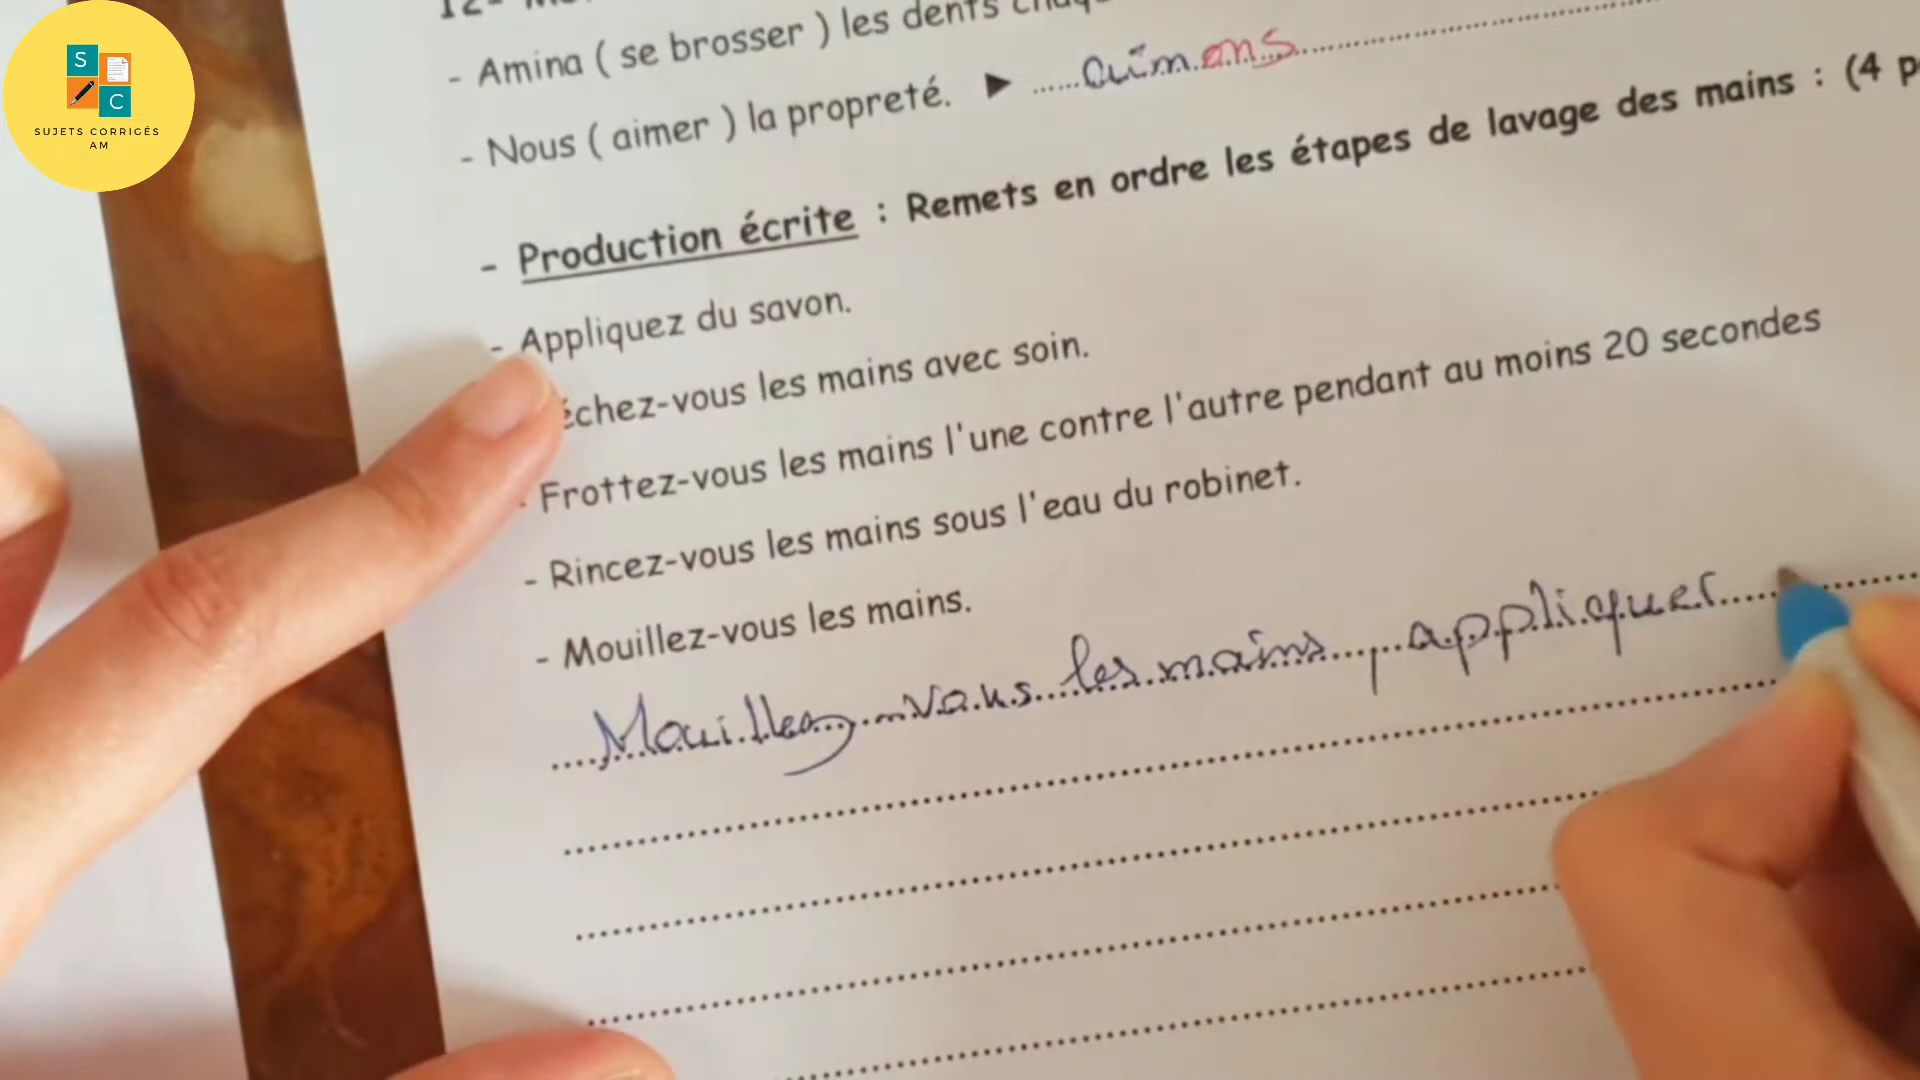 S
C
SUJETS CORRIGÉS
AM
12-
- Amina ( se brosser ) les dents
- Nous ( aimer ) la propreté. ► ......aimons......
- Production écrite : Remets en ordre les étapes de lavage des mains : (4 p
- Appliquez du savon.
échez-vous les mains avec soin.
- Frottez-vous les mains l'une contre l'autre pendant au moins 20 secondes
- Rincez-vous les mains sous l'eau du robinet.
- Mouillez-vous les mains.
Mouillez-vous les mains, appliquer